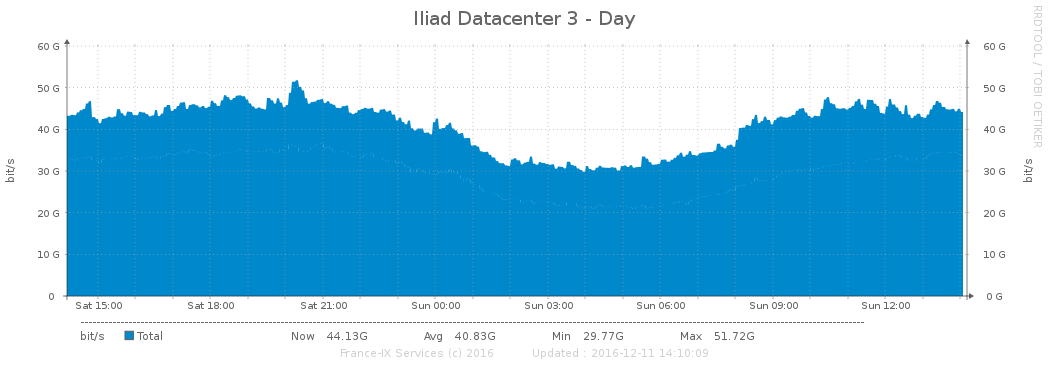 Iliad Datacenter 3 - Day
RRDTOOL / TOBI OETIKER
60 G 60 G
50 G 50 G
40 G 40 G
30 G 30 G
20 G 20 G
10 G 10 G
0 0 G
bit/s bit/s
Sat 15:00 Sat 18:00 Sat 21:00 Sun 00:00 Sun 03:00 Sun 06:00 Sun 09:00 Sun 12:00
bit/s Total Now 44.13G Avg 40.83G Min 29.77G Max 51.72G
France-IX Services (c) 2016 Updated : 2016-12-11 14:10:09